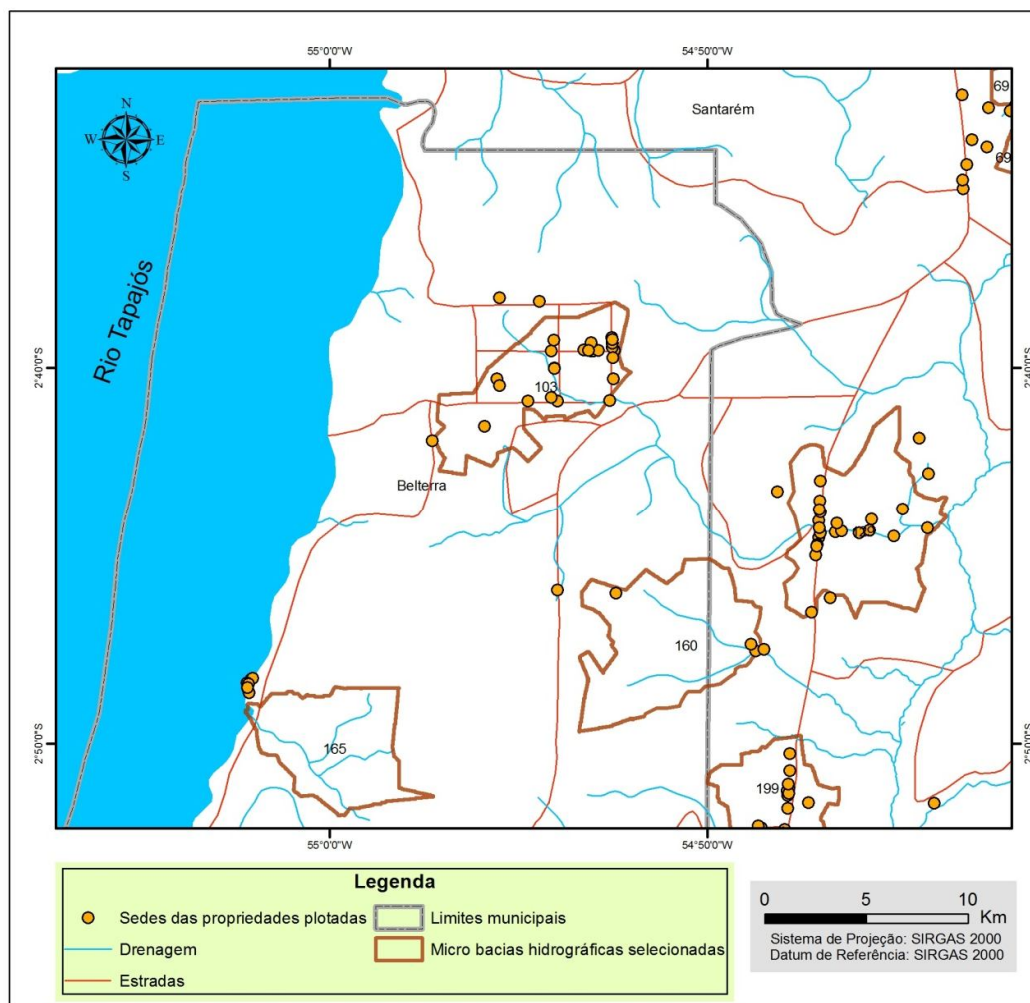 55°0'0"W
54°50'0"W
Santarém
69
N
W
E
S
69
Rio Tapajós
2°40'0"S
2°40'0"S
103
Belterra
160
165
2°50'0"S
2°50'0"S
199
55°0'0"W
54°50'0"W
Legenda
Sedes das propriedades plotadas
Limites municipais
Drenagem
Micro bacias hidrográficas selecionadas
Estradas
0 5 10
Km
Sistema de Projeção: SIRGAS 2000
Datum de Referência: SIRGAS 2000